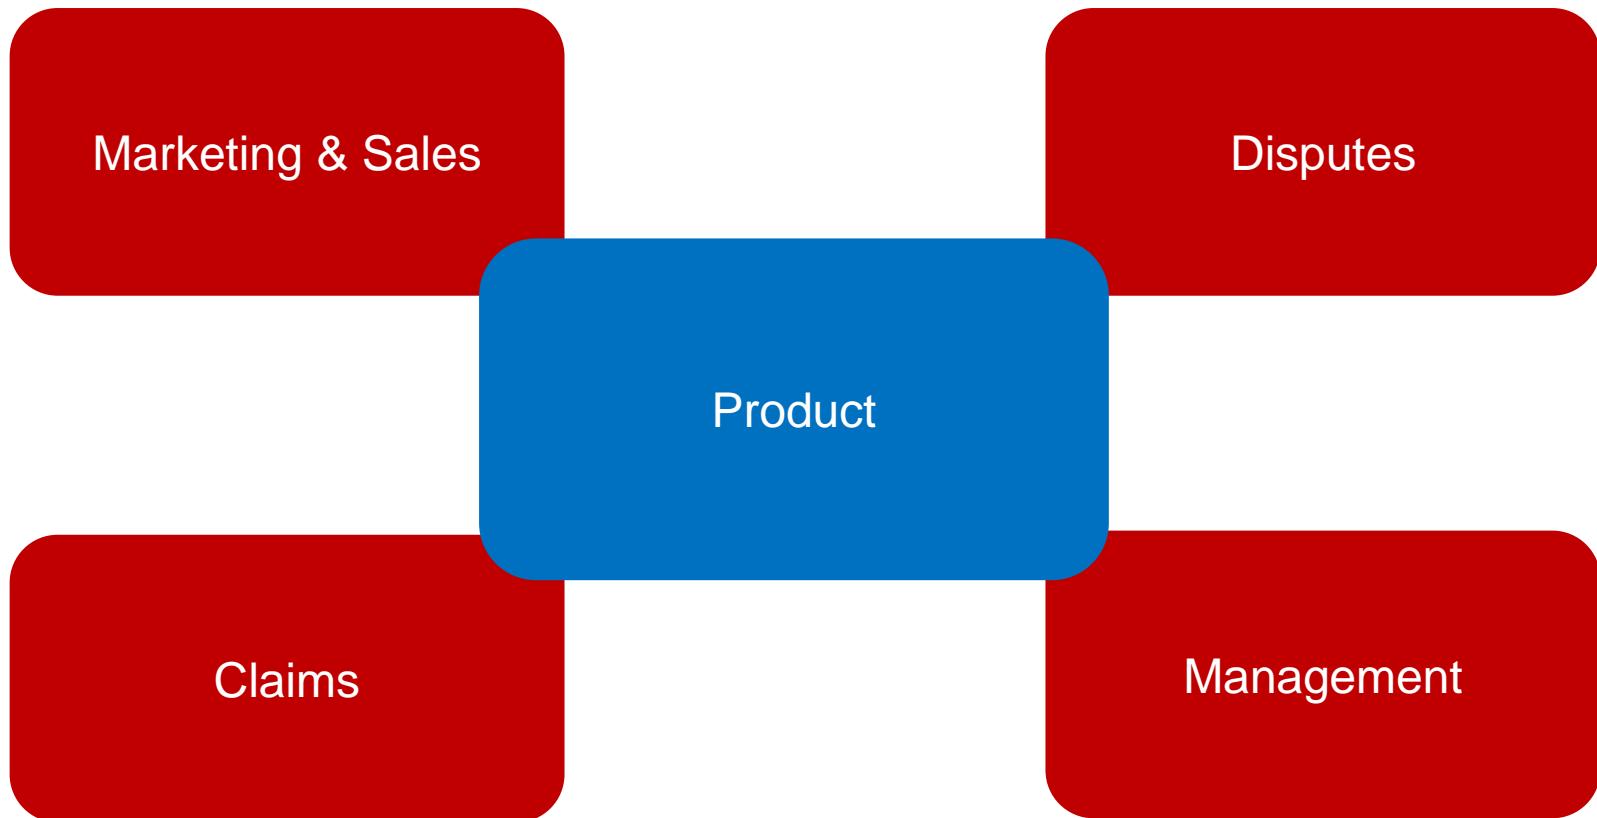 Marketing & Sales
Disputes
Product
Claims
Management